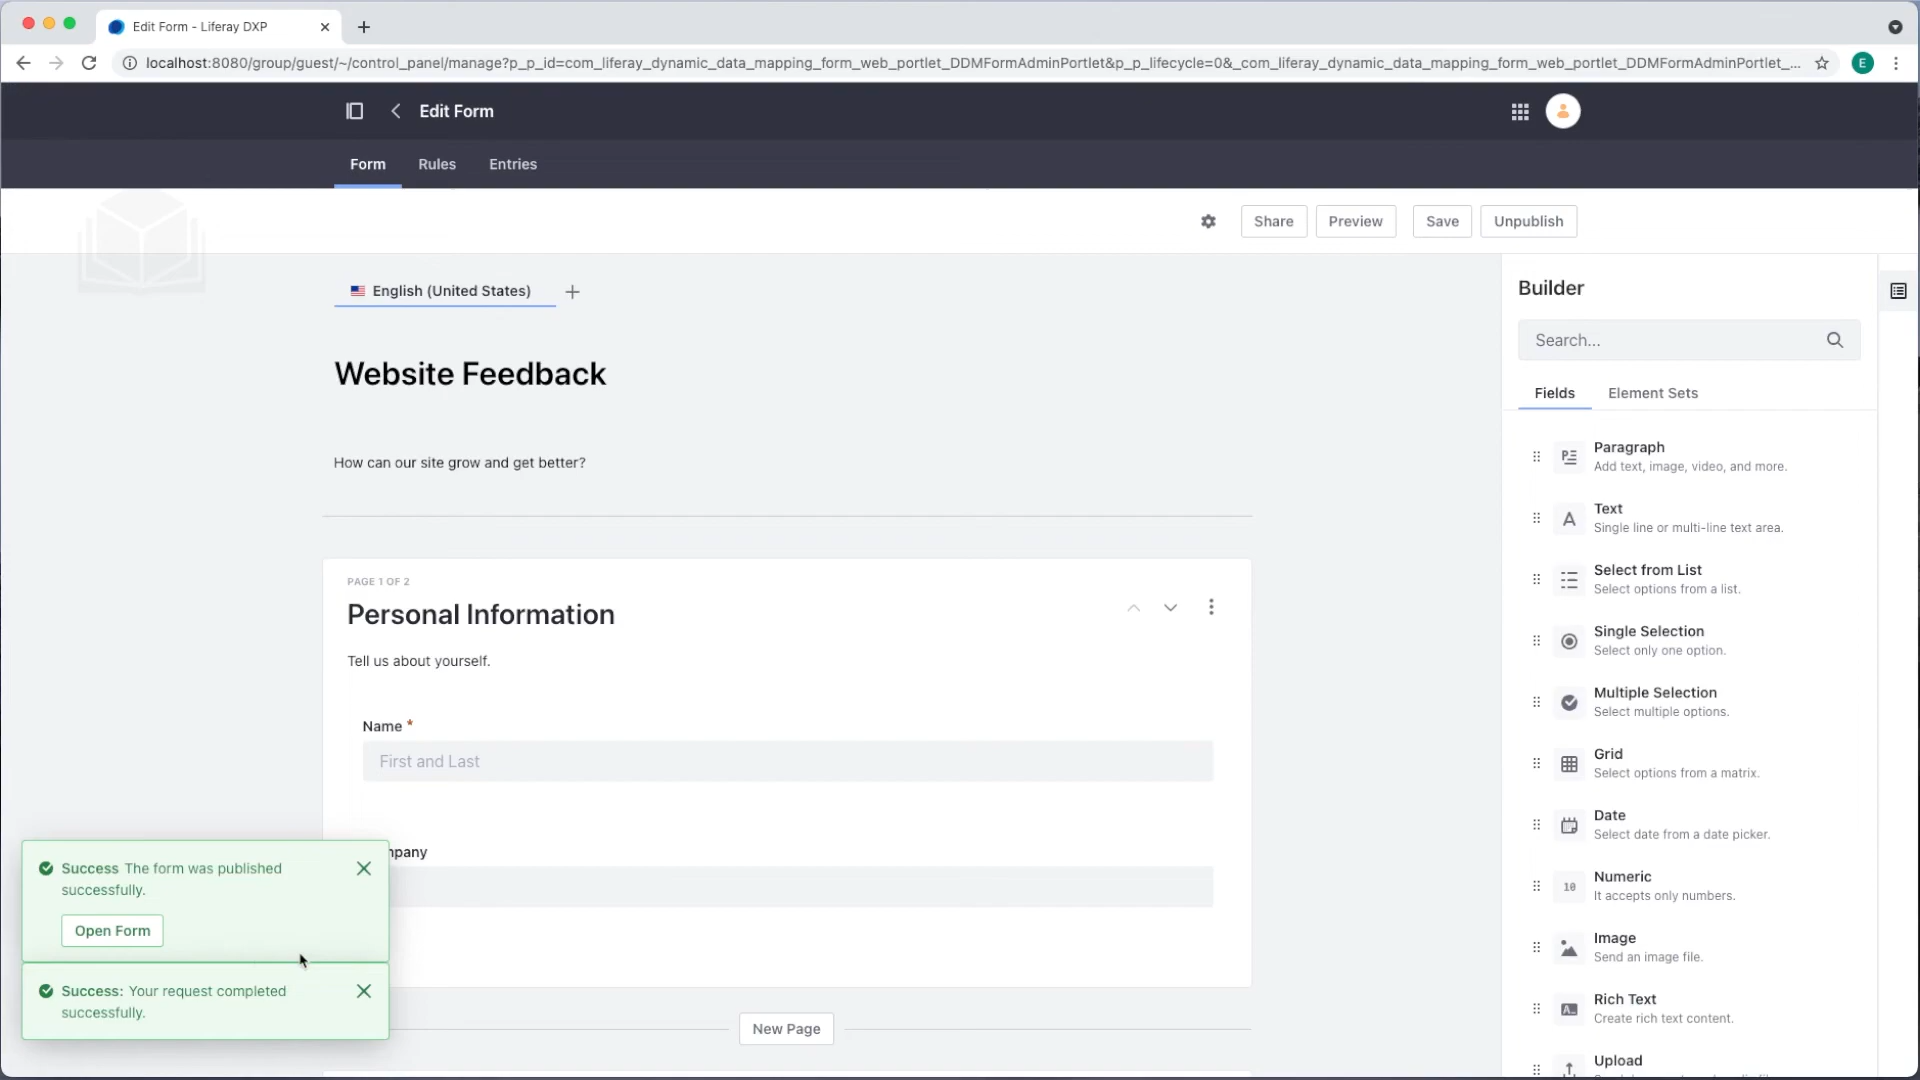 Edit Form - Liferay DXP
localhost:8080/group/guest/~/control_panel/manage?p_p_id=com_liferay_dynamic_data_mapping_form_web_portlet_DDMFormAdminPortlet&p_p_lifecycle=0&_com_liferay_dynamic_data_mapping_form_web_portlet_DDMFormAdminPortlet_...
E
Edit Form
Form Rules Entries
Share Preview Save Unpublish
English (United States)
Website Feedback
How can our site grow and get better?
PAGE 1 OF 2
Personal Information
Tell us about yourself.
Name *
First and Last
mpany
New Page
Success The form was published
successfully.
Open Form
Success: Your request completed
successfully.
Builder
Search...
Fields Element Sets
Paragraph
Add text, image, video, and more.
Text
Single line or multi-line text area.
Select from List
Select options from a list.
Single Selection
Select only one option.
Multiple Selection
Select multiple options.
Grid
Select options from a matrix.
Date
Select date from a date picker.
10
Numeric
It accepts only numbers.
Image
Send an image file.
Rich Text
Create rich text content.
Upload